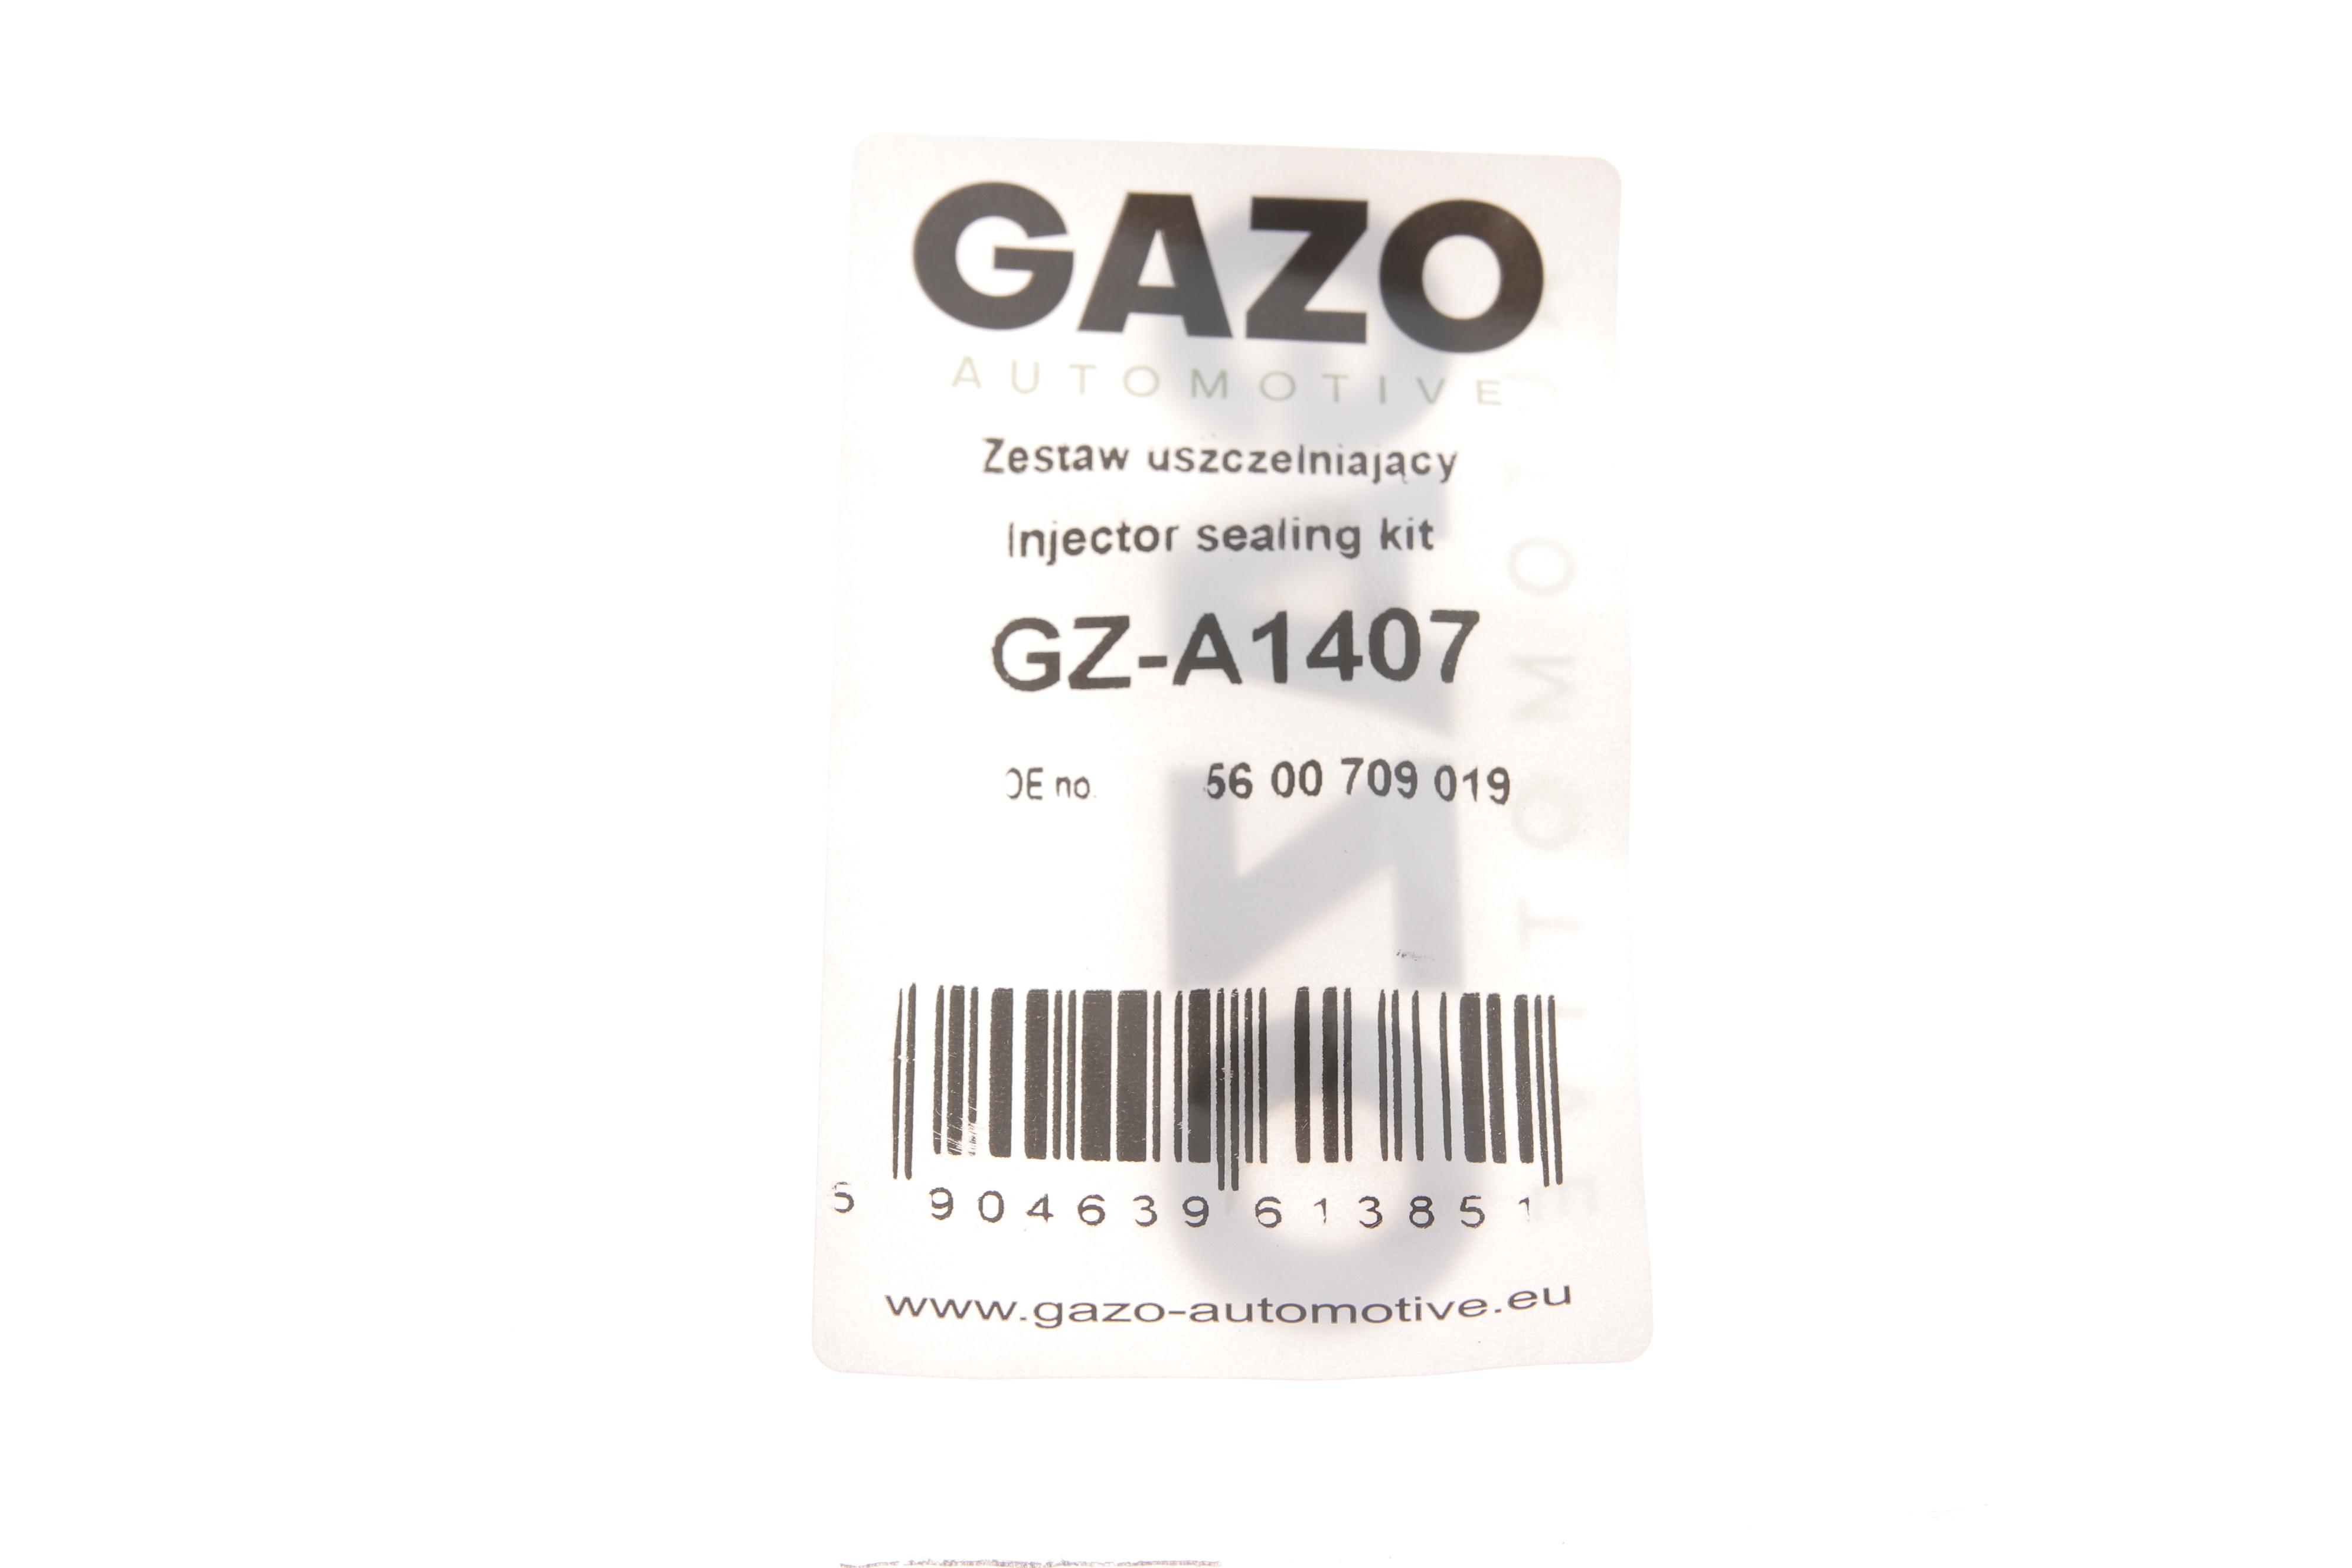 GAZO
AUTOMOTIVE
Zestaw uszczelniający
Injector sealing kit
GZ-A1407
OE no. 56 00 709 019
5 904639 613851
www.gazo-automotive.eu